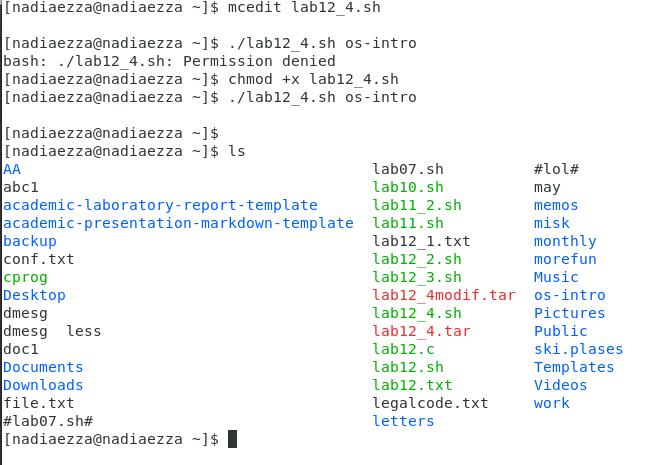 [nadiaezza@nadiaezza ~]$ mcedit lab12_4.sh
[nadiaezza@nadiaezza ~]$ ./lab12_4.sh os-intro
bash: ./lab12_4.sh: Permission denied
[nadiaezza@nadiaezza ~]$ chmod +x lab12_4.sh
[nadiaezza@nadiaezza ~]$ ./lab12_4.sh os-intro
[nadiaezza@nadiaezza ~]$
[nadiaezza@nadiaezza ~]$ ls
AA lab07.sh #lol#
abc1 lab10.sh may
academic-laboratory-report-template lab11_2.sh memos
academic-presentation-markdown-template lab11.sh misk
backup lab12_1.txt monthly
conf.txt lab12_2.sh morefun
cprog lab12_3.sh Music
Desktop lab12_4modif.tar os-intro
dmesg lab12_4.sh Pictures
dmesg  less lab12_4.tar Public
doc1 lab12.c ski.plases
Documents lab12.sh Templates
Downloads lab12.txt Videos
file.txt legalcode.txt work
#lab07.sh# letters
[nadiaezza@nadiaezza ~]$